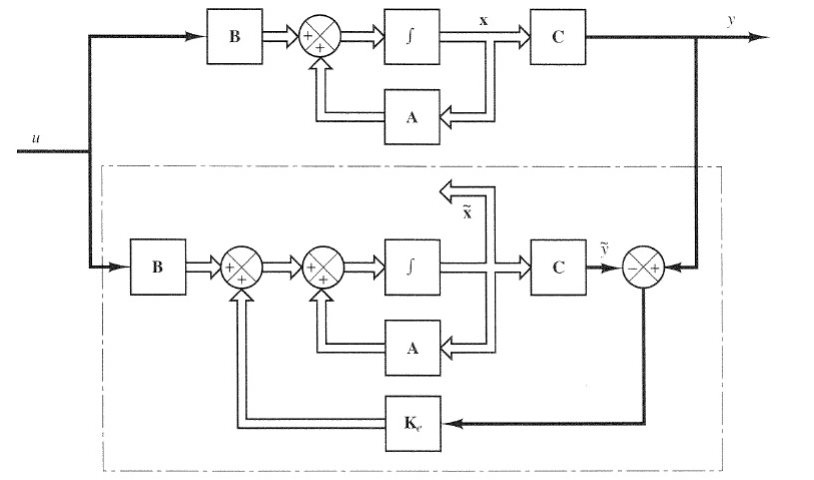 B + + ∫ x C y
A
u
x̃
B + + + + ∫ C ỹ − +
A
Kₑ